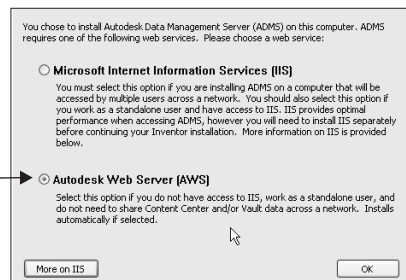 You chose to install Autodesk Data Management Server (ADMS) on this computer. ADMS
requires one of the following web services. Please choose a web service:
Microsoft Internet Information Services (IIS)
You must select this option if you are installing ADMS on a computer that will be
accessed by multiple users across a network. You should also select this option if
you work as a standalone user and have access to IIS. IIS provides optimal
performance when accessing ADMS, however you will need to install IIS separately
before continuing your Inventor installation. More information on IIS is provided
below.
Autodesk Web Server (AWS)
Select this option if you do not have access to IIS, work as a standalone user, and
do not need to share Content Center and/or Vault data across a network. Installs
automatically if selected.
More on IIS
OK